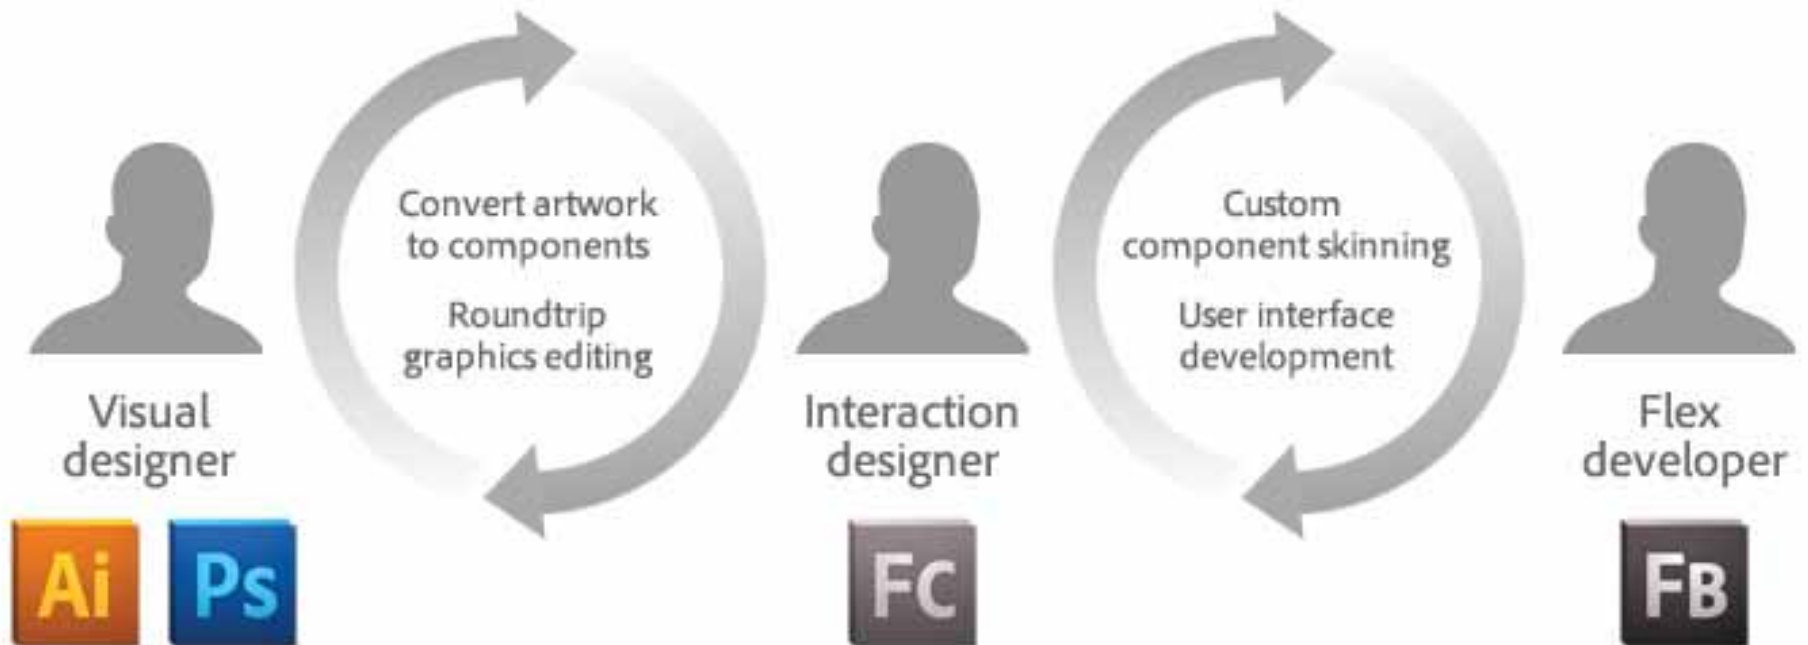 Convert artwork
to components
Roundtrip
graphics editing
Custom
component skinning
User interface
development
Visual
designer
Interaction
designer
Flex
developer
Ai
Ps
Fc
FB